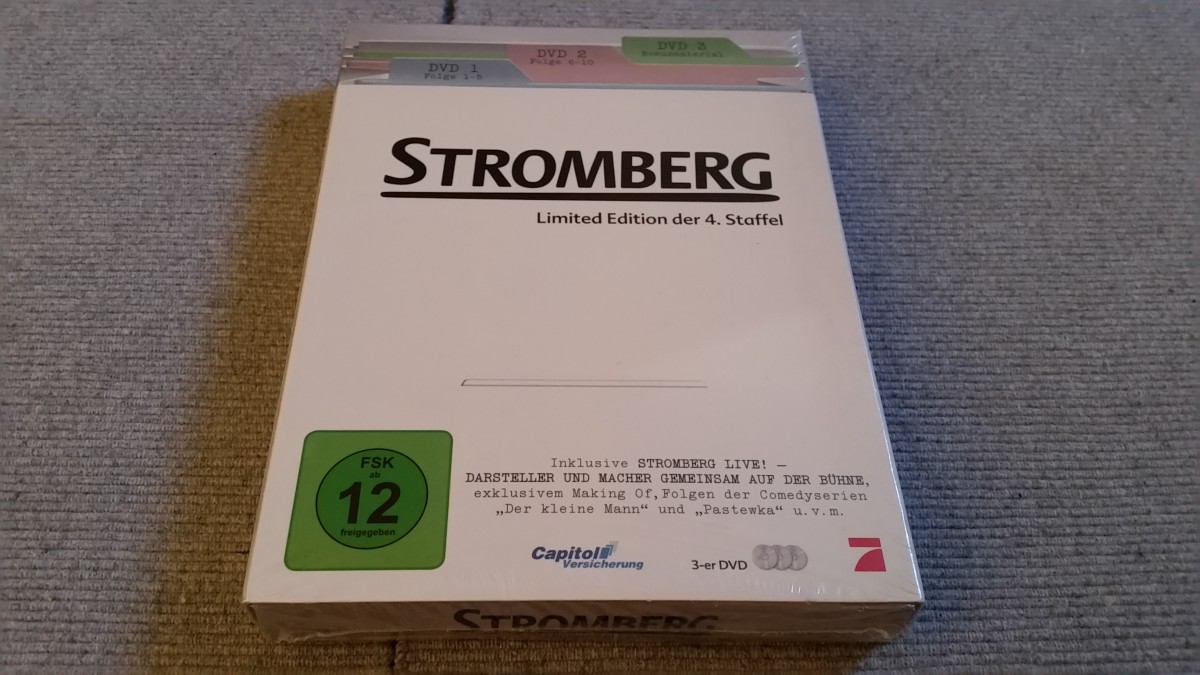 DVD 3
Bonusmaterial
DVD 2
Folge 6-10
DVD 1
Folge 1-5
STROMBERG
Limited Edition der 4. Staffel
FSK
ab
12
freigegeben
Inklusive STROMBERG LIVE! –
DARSTELLER UND MACHER GEMEINSAM AUF DER BÜHNE,
exklusivem Making Of, Folgen der Comedyserien
„Der kleine Mann“ und „Pastewka“ u.v.m.
Capitol
Versicherung
3-er DVD
STROMBERG